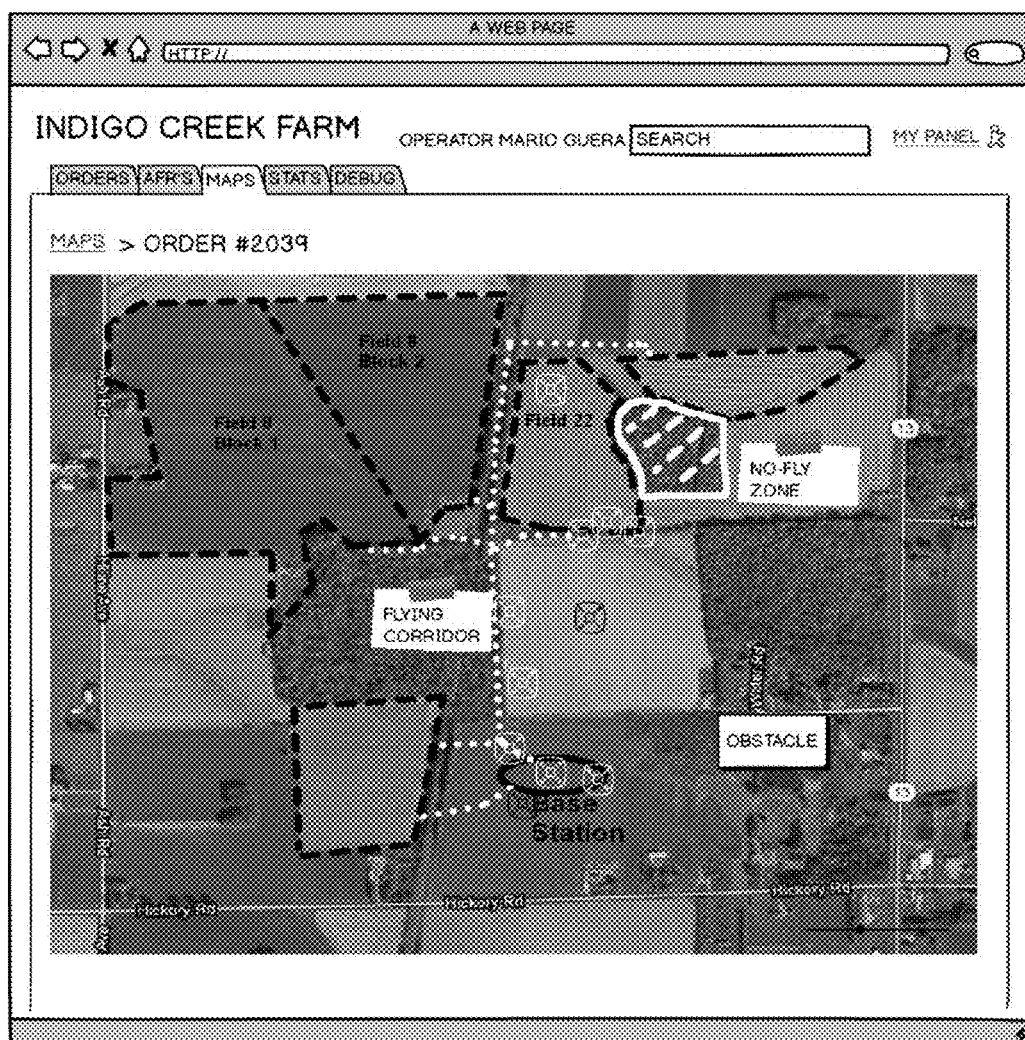 A WEB PAGE
HTTP://
INDIGO CREEK FARM
OPERATOR MARIO GUERA
SEARCH
MY PANEL
ORDERS
AFR'S
MAPS
STATS
DEBUG
MAPS > ORDER #2039
Field 8
Block 2
Field 8
Block 1
Field 22
NO-FLY
ZONE
FLYING
CORRIDOR
OBSTACLE
Base
Station
Hickory Rd
Hickory Rd
Hickory Rd